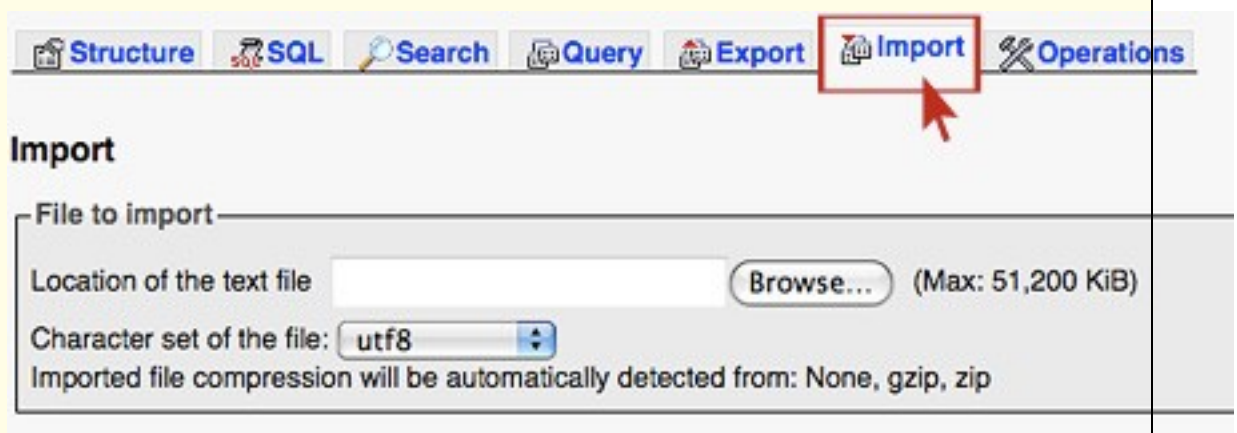 Structure SQL Search Query Export Import Operations
Import
File to import
Location of the text file Browse... (Max: 51,200 KiB)
Character set of the file: utf8
Imported file compression will be automatically detected from: None, gzip, zip